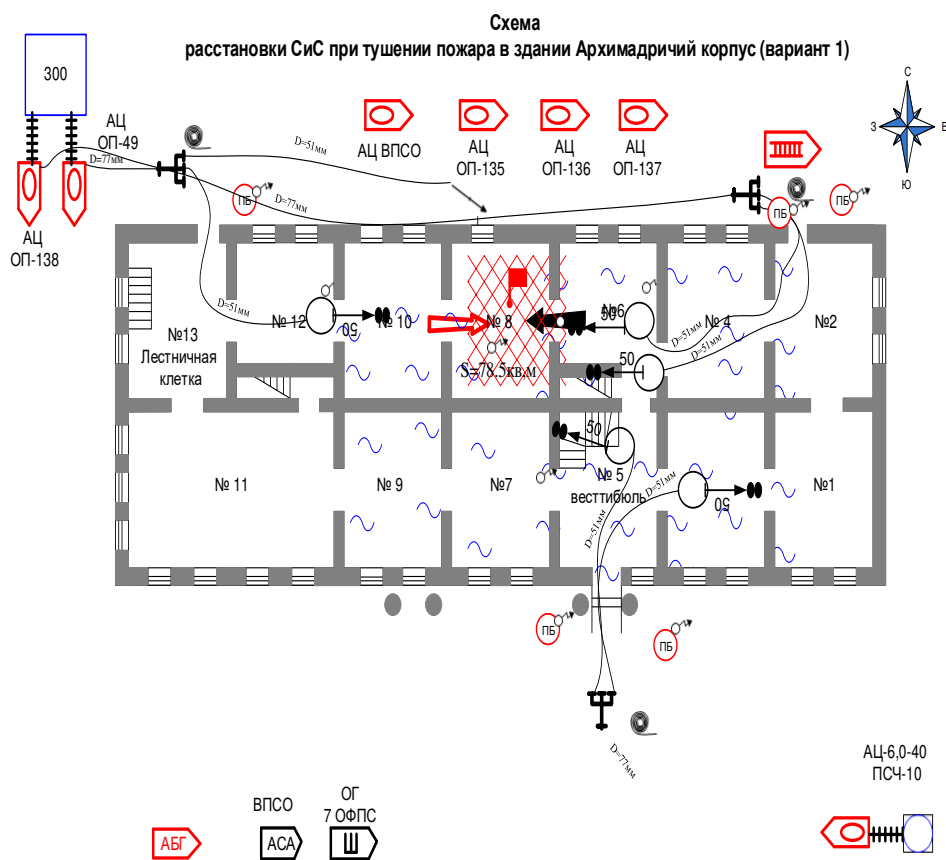 Схема
расстановки СиС при тушении пожара в здании Архимадричий корпус (вариант 1)
300
АЦ
ОП-49
D=77мм
АЦ
ОП-138
D=51мм
D=77мм
АЦ ВПСО
АЦ
ОП-135
АЦ
ОП-136
АЦ
ОП-137
С
З
В
Ю
ПБ
ПБ
ПБ
D=51мм
№13
Лестничная
клетка
№ 12
50
№ 10
№ 8
S=78.5кв,м
№6
50
D=51мм
№ 4
D=51мм
№2
50
50
№ 11
№ 9
№7
№ 5
весттибюль
D=51мм
D=51мм
50
№1
ПБ
ПБ
D=77мм
АЦ-6,0-40
ПСЧ-10
АБГ
ВПСО
АСА
ОГ
7 ОФПС
Ш